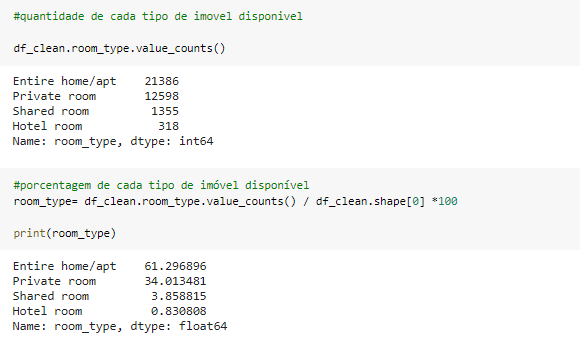 #quantidade de cada tipo de imovel disponivel
df_clean.room_type.value_counts()
Entire home/apt    21386
Private room       12598
Shared room         1355
Hotel room           318
Name: room_type, dtype: int64
#porcentagem de cada tipo de imóvel disponível
room_type= df_clean.room_type.value_counts() / df_clean.shape[0] *100
print(room_type)
Entire home/apt    61.296896
Private room       34.013481
Shared room         3.858815
Hotel room          0.830808
Name: room_type, dtype: float64